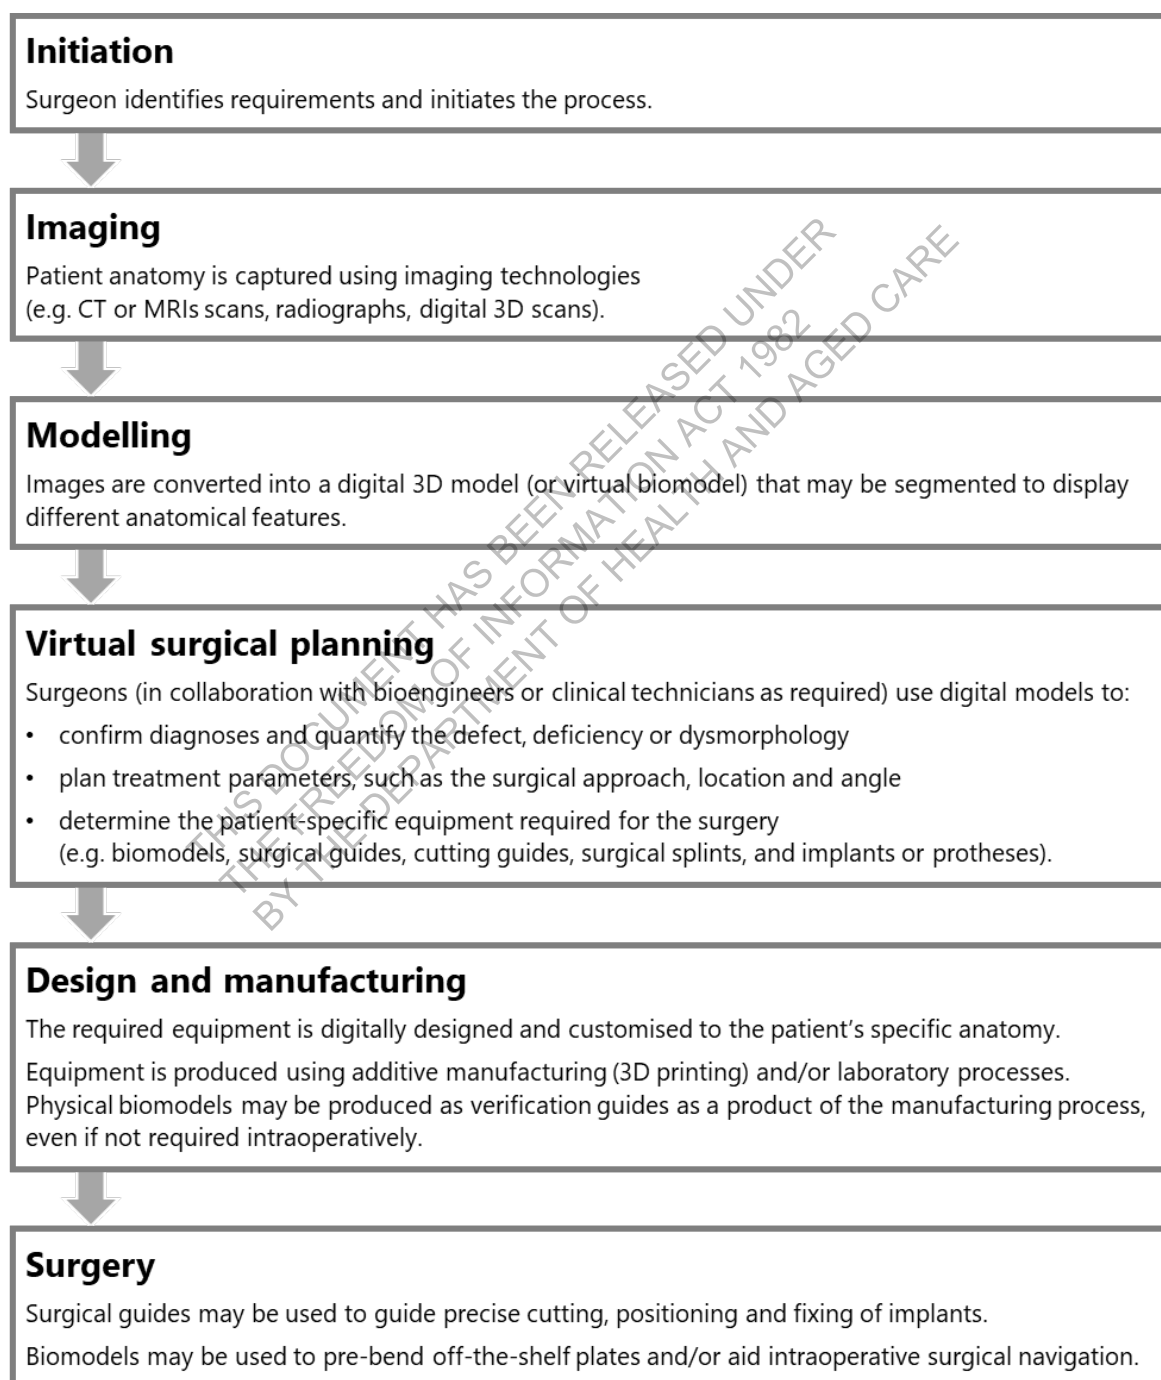 Initiation
Surgeon identifies requirements and initiates the process.
Imaging
Patient anatomy is captured using imaging technologies
(e.g. CT or MRIs scans, radiographs, digital 3D scans).
Modelling
Images are converted into a digital 3D model (or virtual biomodel) that may be segmented to display
different anatomical features.
Virtual surgical planning
Surgeons (in collaboration with bioengineers or clinical technicians as required) use digital models to:
• confirm diagnoses and quantify the defect, deficiency or dysmorphology
• plan treatment parameters, such as the surgical approach, location and angle
• determine the patient-specific equipment required for the surgery
(e.g. biomodels, surgical guides, cutting guides, surgical splints, and implants or protheses).
Design and manufacturing
The required equipment is digitally designed and customised to the patient's specific anatomy.
Equipment is produced using additive manufacturing (3D printing) and/or laboratory processes.
Physical biomodels may be produced as verification guides as a product of the manufacturing process,
even if not required intraoperatively.
Surgery
Surgical guides may be used to guide precise cutting, positioning and fixing of implants.
Biomodels may be used to pre-bend off-the-shelf plates and/or aid intraoperative surgical navigation.
THIS DOCUMENT HAS BEEN RELEASED UNDER
THE FREEDOM OF INFORMATION ACT 1982
BY THE DEPARTMENT OF HEALTH AND AGED CARE